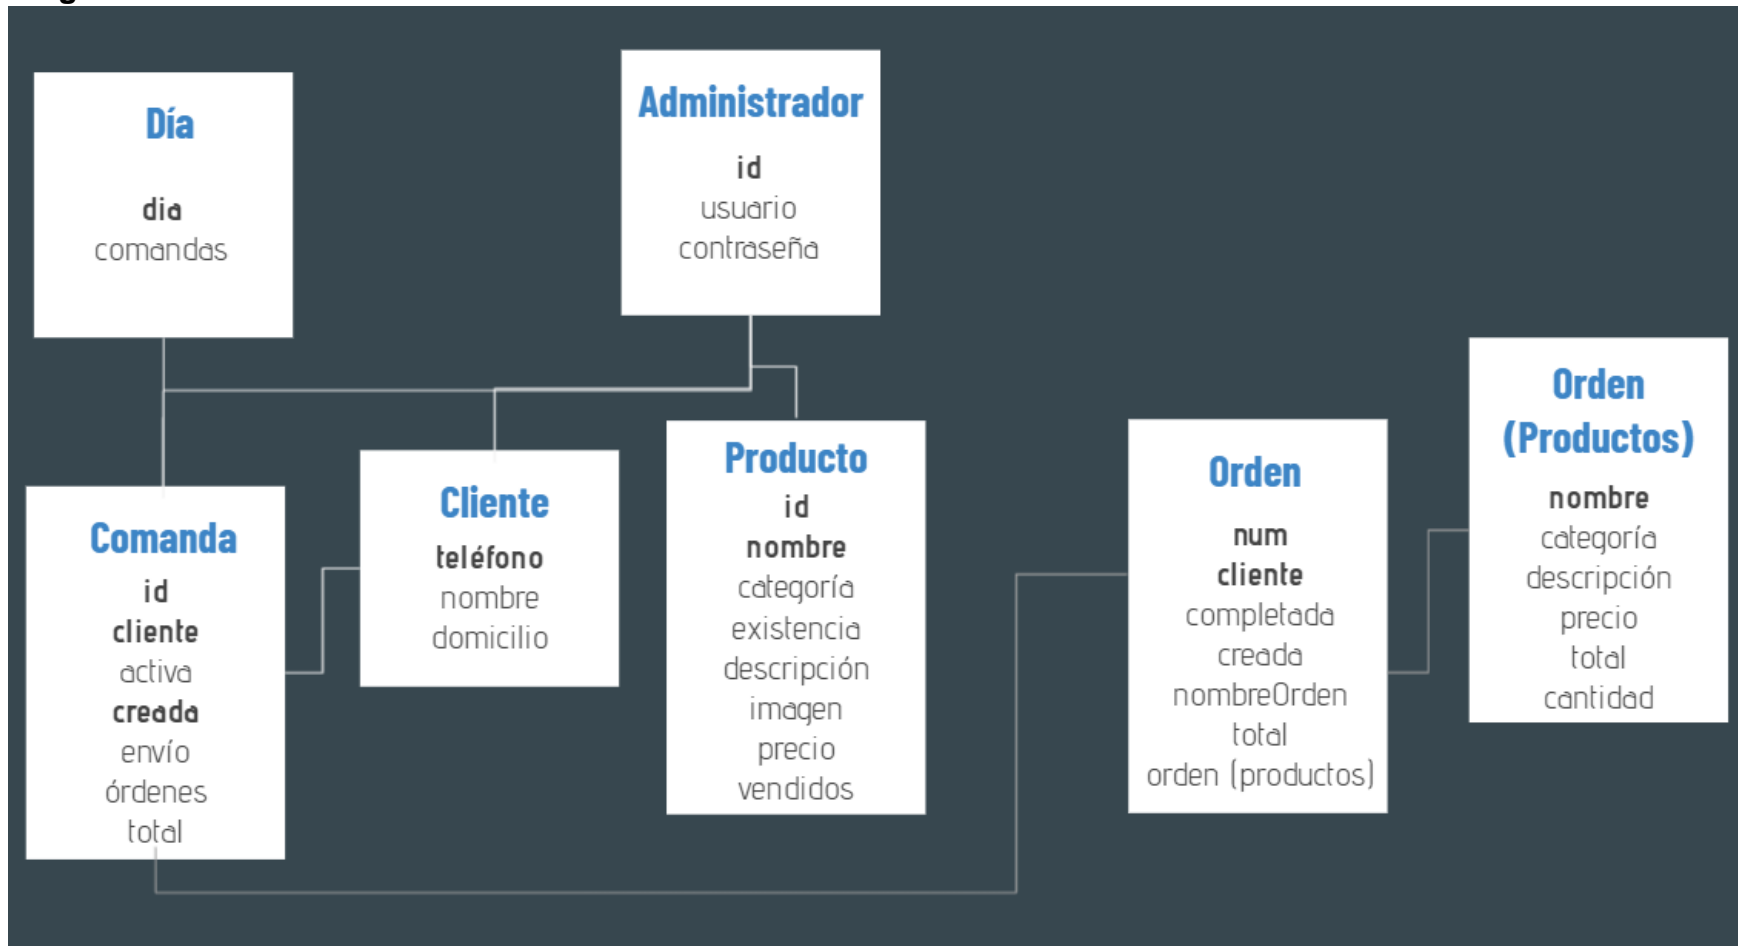 Día
dia
comandas
Administrador
id
usuario
contraseña
Comanda
id
cliente
activa
creada
envío
órdenes
total
Cliente
teléfono
nombre
domicilio
Producto
id
nombre
categoría
existencia
descripción
imagen
precio
vendidos
Orden
num
cliente
completada
creada
nombreOrden
total
orden (productos)
Orden
(Productos)
nombre
categoría
descripción
precio
total
cantidad